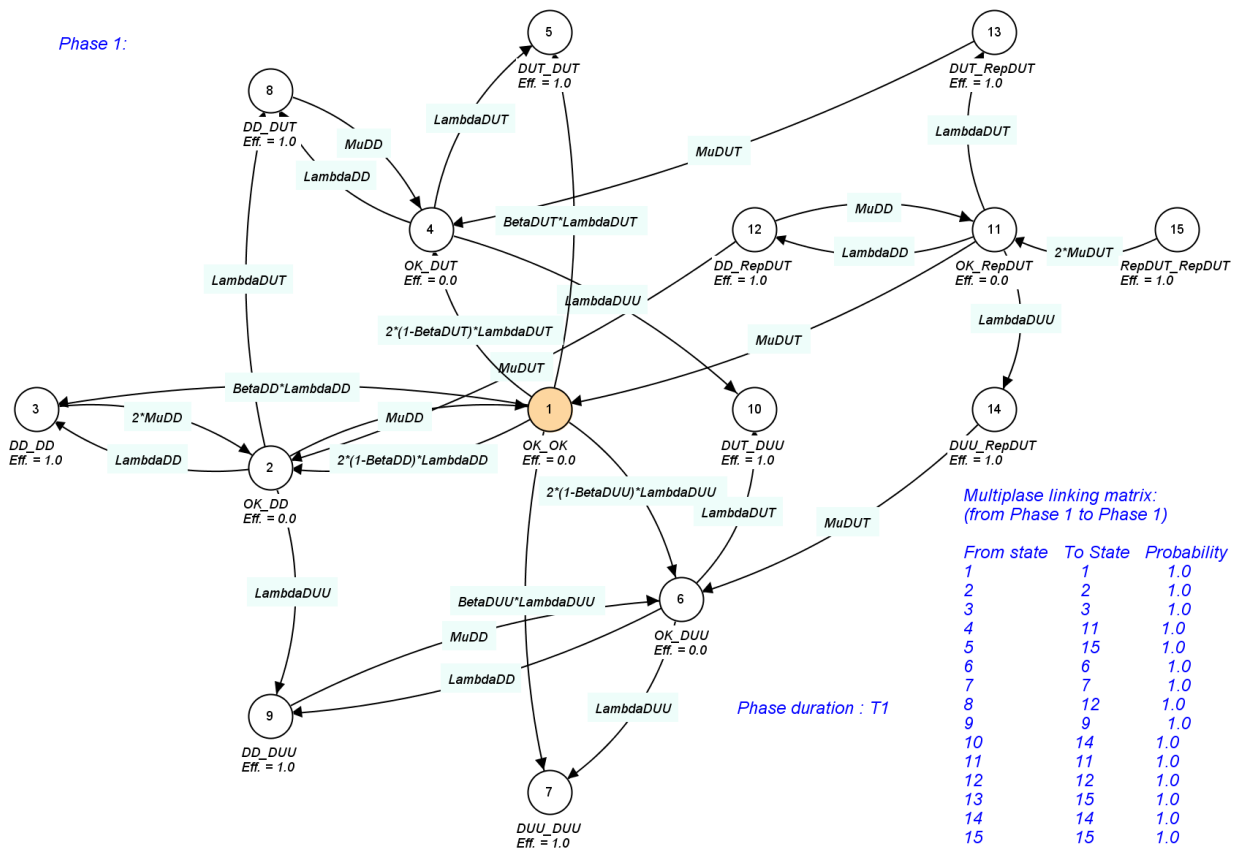 Phase 1:
5
DUT_DUT
Eff. = 1.0
13
DUT_RepDUT
Eff. = 1.0
8
DD_DUT
Eff. = 1.0
LambdaDUT
LambdaDUT
MuDD
MuDUT
LambdaDD
4
OK_DUT
Eff. = 0.0
BetaDUT*LambdaDUT
12
DD_RepDUT
Eff. = 1.0
MuDD
LambdaDD
11
OK_RepDUT
Eff. = 0.0
2*MuDUT
15
RepDUT_RepDUT
Eff. = 1.0
LambdaDUT
LambdaDUU
LambdaDUU
2*(1-BetaDUT)*LambdaDUT
MuDUT
MuDUT
BetaDD*LambdaDD
3
DD_DD
Eff. = 1.0
2*MuDD
MuDD
1
OK_OK
Eff. = 0.0
10
DUT_DUU
Eff. = 1.0
14
DUU_RepDUT
Eff. = 1.0
LambdaDD
2
OK_DD
Eff. = 0.0
2*(1-BetaDD)*LambdaDD
2*(1-BetaDUU)*LambdaDUU
LambdaDUT
MuDUT
LambdaDUU
BetaDUU*LambdaDUU
6
OK_DUU
Eff. = 0.0
MuDD
LambdaDD
9
DD_DUU
Eff. = 1.0
LambdaDUU
Phase duration : T1
7
DUU_DUU
Eff. = 1.0
Multiplase linking matrix:
(from Phase 1 to Phase 1)
From state To State Probability
1 1 1.0
2 2 1.0
3 3 1.0
4 11 1.0
5 15 1.0
6 6 1.0
7 7 1.0
8 12 1.0
9 9 1.0
10 14 1.0
11 11 1.0
12 12 1.0
13 15 1.0
14 14 1.0
15 15 1.0